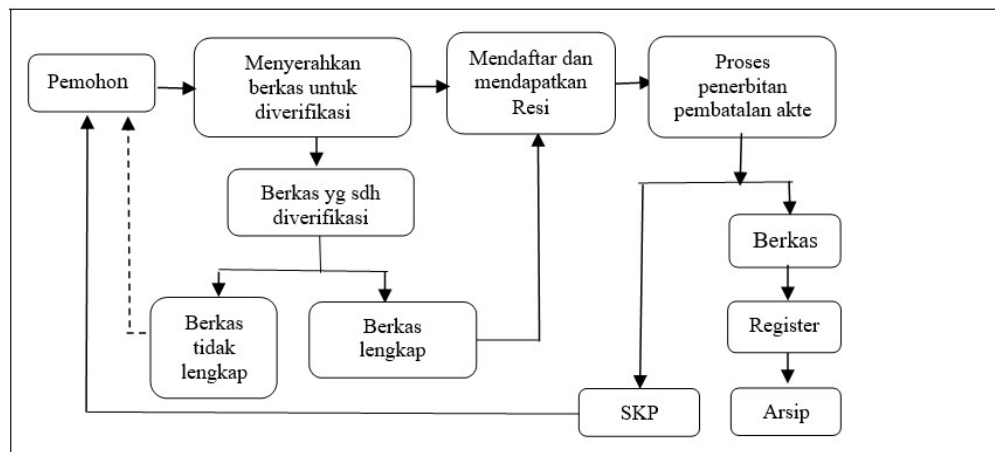 Pemohon
Menyerahkan
berkas untuk
diverifikasi
Mendaftar dan
mendapatkan
Resi
Proses
penerbitan
pembatalan akte
Berkas yg sdh
diverifikasi
Berkas
tidak
lengkap
Berkas
lengkap
Berkas
Register
SKP
Arsip